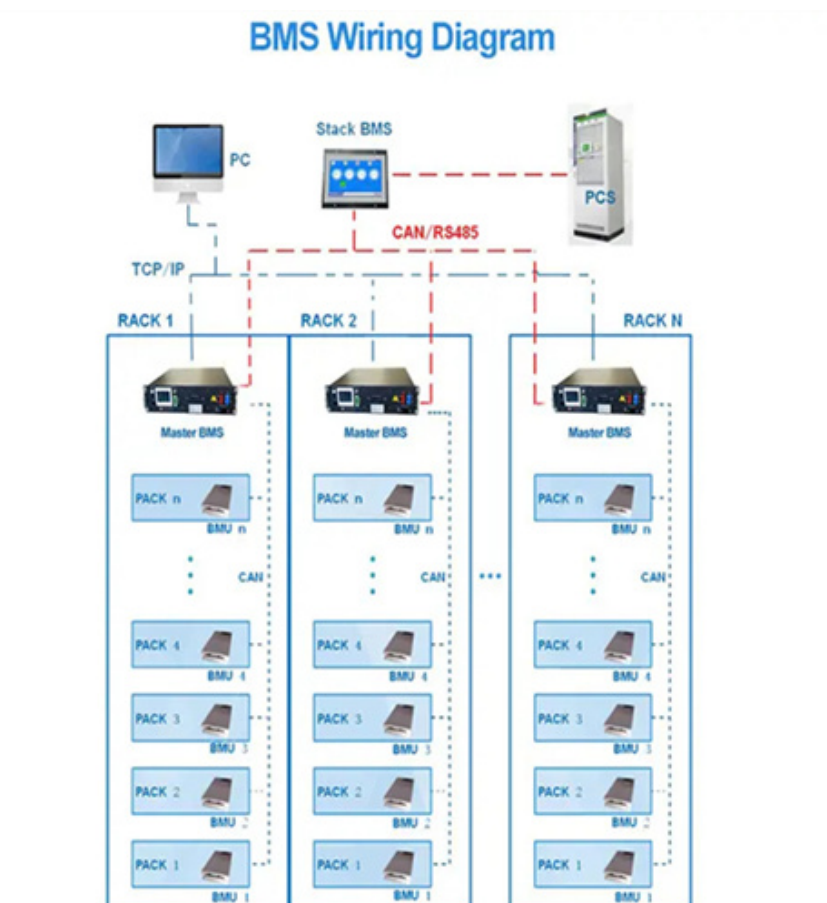 BMS Wiring Diagram
Stack BMS
PC
PCS
CAN/RS485
TCP/IP
RACK 1
RACK 2
RACK N
Master BMS
Master BMS
Master BMS
PACK n
BMU n
PACK n
BMU n
PACK n
BMU n
CAN
CAN
...
CAN
PACK 4
BMU 4
PACK 4
BMU 4
PACK 4
BMU 4
PACK 3
BMU 3
PACK 3
BMU 3
PACK 3
BMU 3
PACK 2
BMU 2
PACK 2
BMU 2
PACK 2
BMU 2
PACK 1
BMU 1
PACK 1
BMU 1
PACK 1
BMU 1